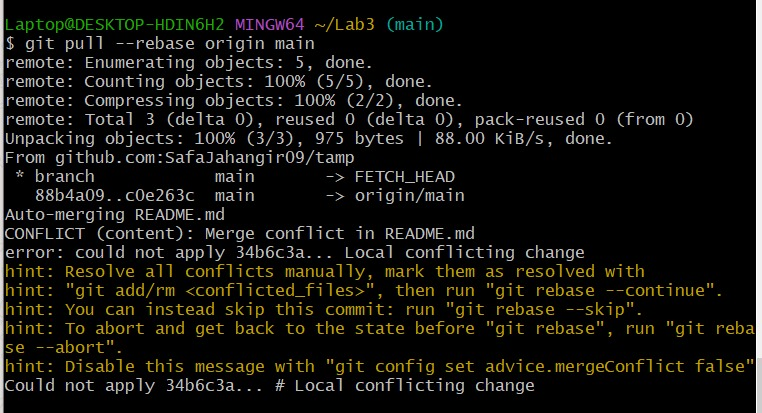 Laptop@DESKTOP-HDIN6H2 MINGW64 ~/Lab3 (main)
$ git pull --rebase origin main
remote: Enumerating objects: 5, done.
remote: Counting objects: 100% (5/5), done.
remote: Compressing objects: 100% (2/2), done.
remote: Total 3 (delta 0), reused 0 (delta 0), pack-reused 0 (from 0)
Unpacking objects: 100% (3/3), 975 bytes | 88.00 KiB/s, done.
From github.com:SafaJahangir09/tamp
 * branch            main       -> FETCH_HEAD
   88b4a09..c0e263c  main       -> origin/main
Auto-merging README.md
CONFLICT (content): Merge conflict in README.md
error: could not apply 34b6c3a... Local conflicting change
hint: Resolve all conflicts manually, mark them as resolved with
hint: "git add/rm <conflicted_files>", then run "git rebase --continue".
hint: You can instead skip this commit: run "git rebase --skip".
hint: To abort and get back to the state before "git rebase", run "git reba
se --abort".
hint: Disable this message with "git config set advice.mergeConflict false"
Could not apply 34b6c3a... # Local conflicting change